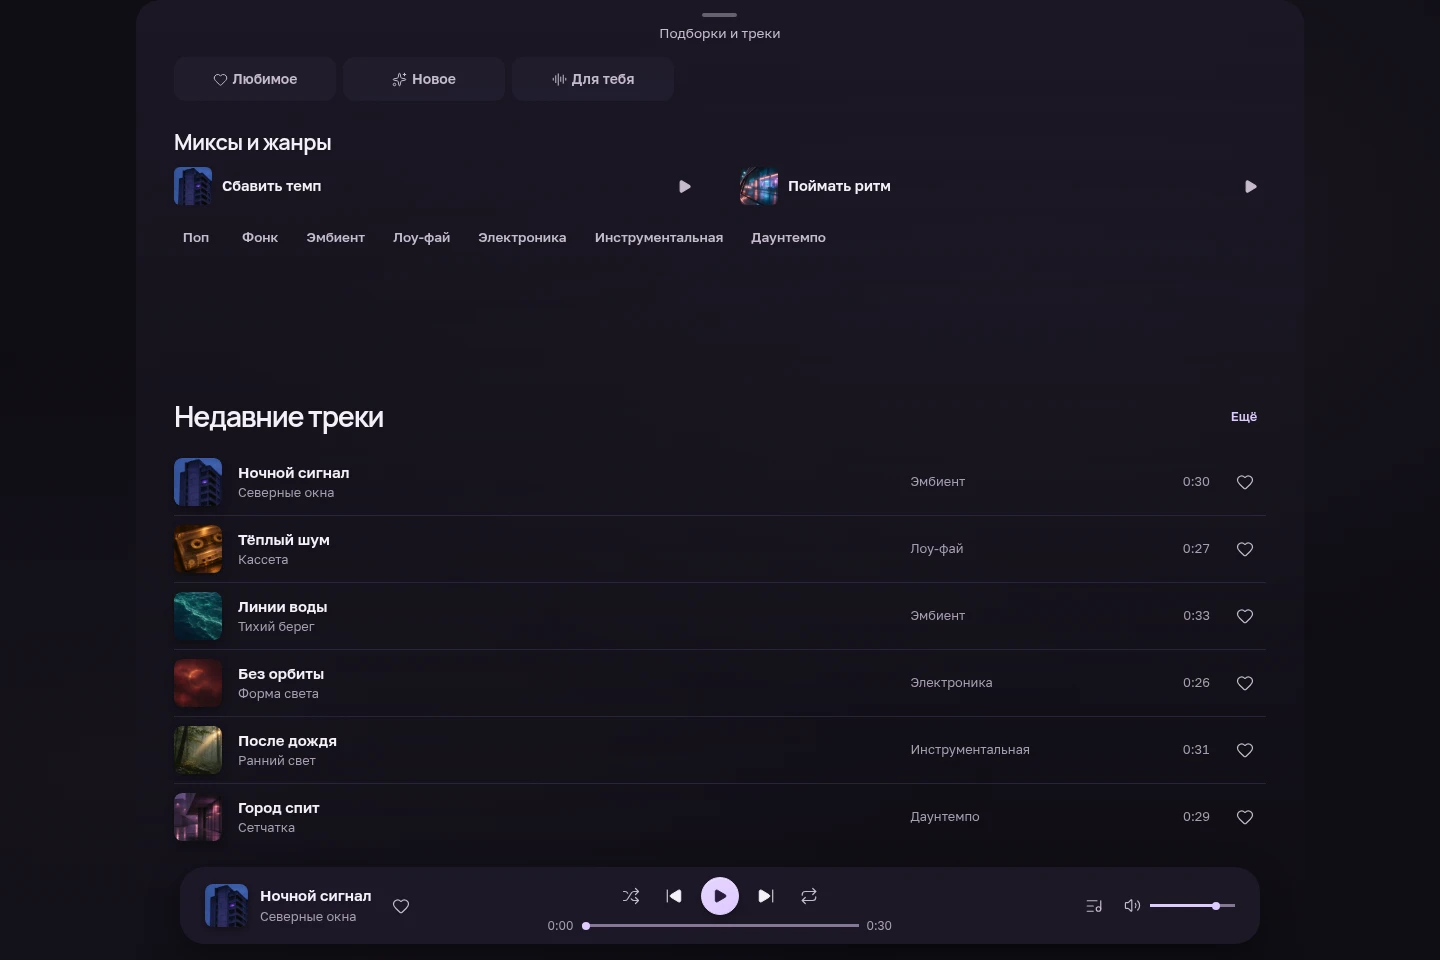 Подборки и треки
Любимое
Новое
Для тебя
Миксы и жанры
Сбавить темп
Поймать ритм
Поп Фонк Эмбиент Лоу-фай Электроника Инструментальная Даунтемпо
Недавние треки
Ещё
Ночной сигнал
Северные окна
Эмбиент
0:30
Тёплый шум
Кассета
Лоу-фай
0:27
Линии воды
Тихий берег
Эмбиент
0:33
Без орбиты
Форма света
Электроника
0:26
После дождя
Ранний свет
Инструментальная
0:31
Город спит
Сетчатка
Даунтемпо
0:29
Ночной сигнал
Северные окна
0:00
0:30